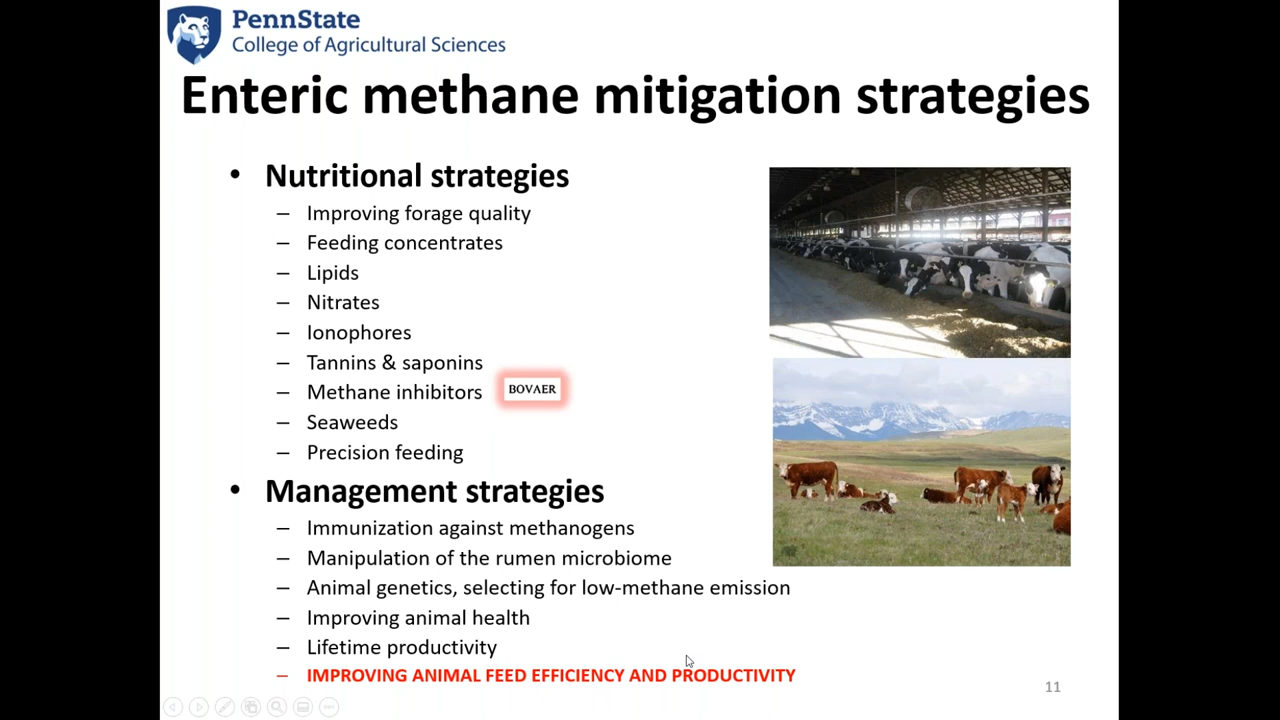 PennState
College of Agricultural Sciences
Enteric methane mitigation strategies
• Nutritional strategies
– Improving forage quality
– Feeding concentrates
– Lipids
– Nitrates
– Ionophores
– Tannins & saponins
– Methane inhibitors BOVAER
– Seaweeds
– Precision feeding
• Management strategies
– Immunization against methanogens
– Manipulation of the rumen microbiome
– Animal genetics, selecting for low-methane emission
– Improving animal health
– Lifetime productivity
– IMPROVING ANIMAL FEED EFFICIENCY AND PRODUCTIVITY
11